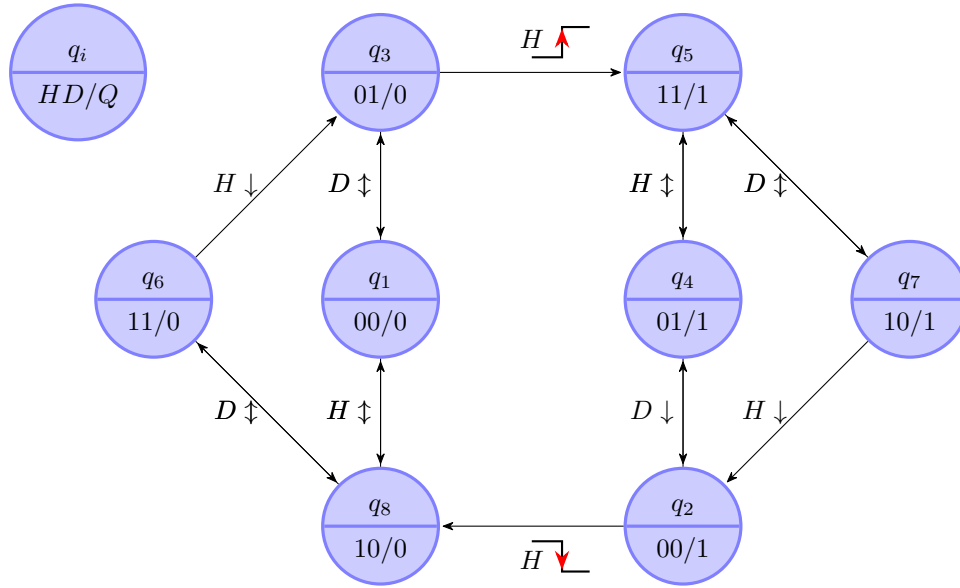 q_i
HD/Q
q_3
01/0
H
q_5
11/1
H ↓
D ↕
H ↕
D ↕
q_6
11/0
q_1
00/0
q_4
01/1
q_7
10/1
D ↕
H ↕
D ↓
H ↓
q_8
10/0
H
q_2
00/1